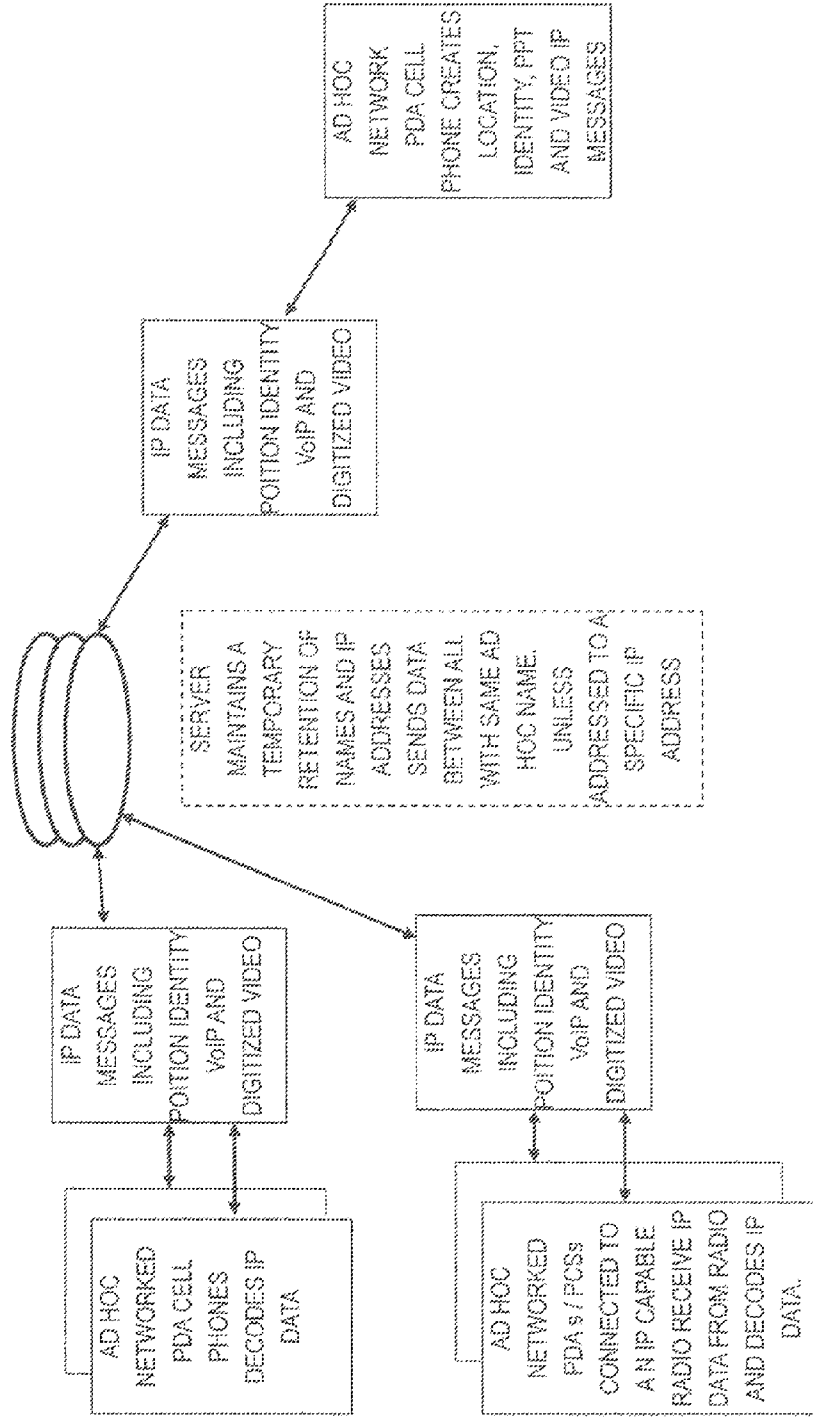 AD HOC
NETWORKED
PDA CELL
PHONES
DECODES IP
DATA
IP DATA
MESSAGES
INCLUDING
POITION IDENTITY
VoIP AND
DIGITIZED VIDEO
AD HOC
NETWORKED
PDA s / PCSs
CONNECTED TO
A N IP CAPABLE
RADIO RECEIVE IP
DATA FROM RADIO
AND DECODES IP
DATA.
IP DATA
MESSAGES
INCLUDING
POITION IDENTITY
VoIP AND
DIGITIZED VIDEO
SERVER
MAINTAINS A
TEMPORARY
RETENTION OF
NAMES AND IP
ADDRESSES
SENDS DATA
BETWEEN ALL
WITH SAME AD
HOC NAME.
UNLESS
ADDRESSED TO A
SPECIFIC IP
ADDRESS
IP DATA
MESSAGES
INCLUDING
POITION IDENTITY
VoIP AND
DIGITIZED VIDEO
AD HOC
NETWORK
PDA CELL
PHONE CREATES
LOCATION,
IDENTITY, PPT
AND VIDEO IP
MESSAGES